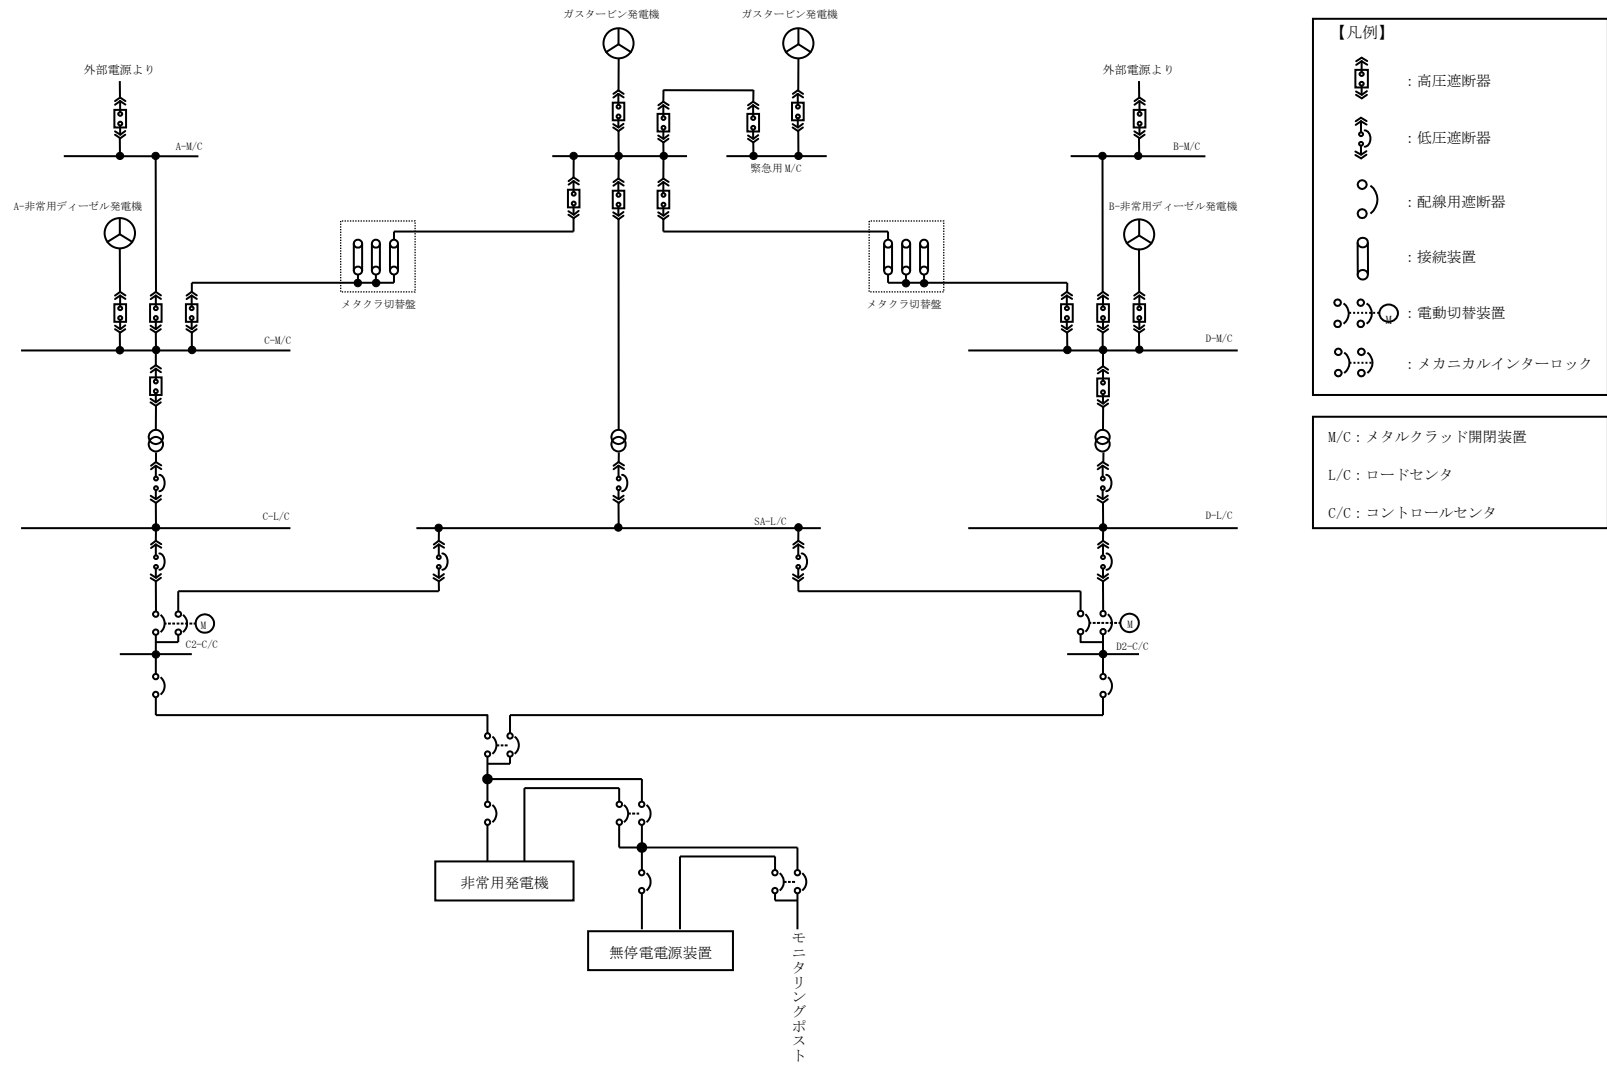 ガスタービン発電機
ガスタービン発電機
外部電源より
外部電源より
A-M/C
B-M/C
緊急用 M/C
A-非常用ディーゼル発電機
B-非常用ディーゼル発電機
メタクラ切替盤
メタクラ切替盤
C-M/C
D-M/C
C-L/C
SA-L/C
D-L/C
M
M
C2-C/C
D2-C/C
非常用発電機
無停電電源装置
モニタリングポスト
【凡例】
：高圧遮断器
：低圧遮断器
：配線用遮断器
：接続装置
M
：電動切替装置
：メカニカルインターロック
M/C：メタルクラッド開閉装置
L/C：ロードセンタ
C/C：コントロールセンタ